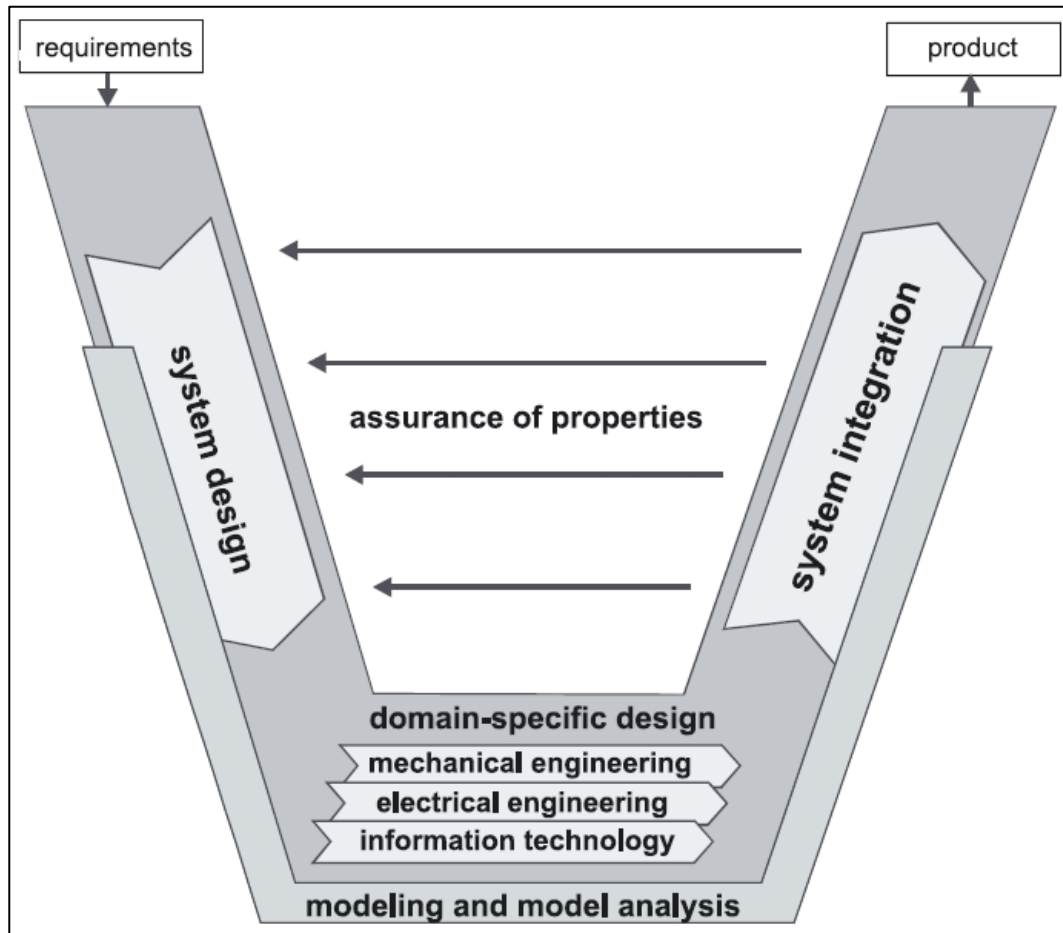 requirements
product
system design
system integration
assurance of properties
domain-specific design
mechanical engineering
electrical engineering
information technology
modeling and model analysis